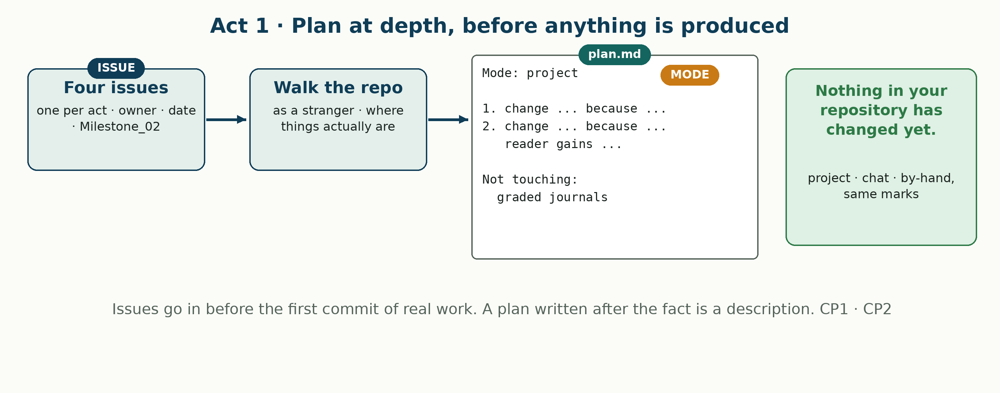 Act 1 · Plan at depth, before anything is produced
ISSUE
Four issues
one per act · owner · date
· Milestone_02
Walk the repo
as a stranger · where
things actually are
plan.md
MODE
Mode: project
1. change ... because ...
2. change ... because ...
reader gains ...
Not touching:
graded journals
Nothing in your
repository has
changed yet.
project · chat · by-hand,
same marks
Issues go in before the first commit of real work. A plan written after the fact is a description. CP1 · CP2